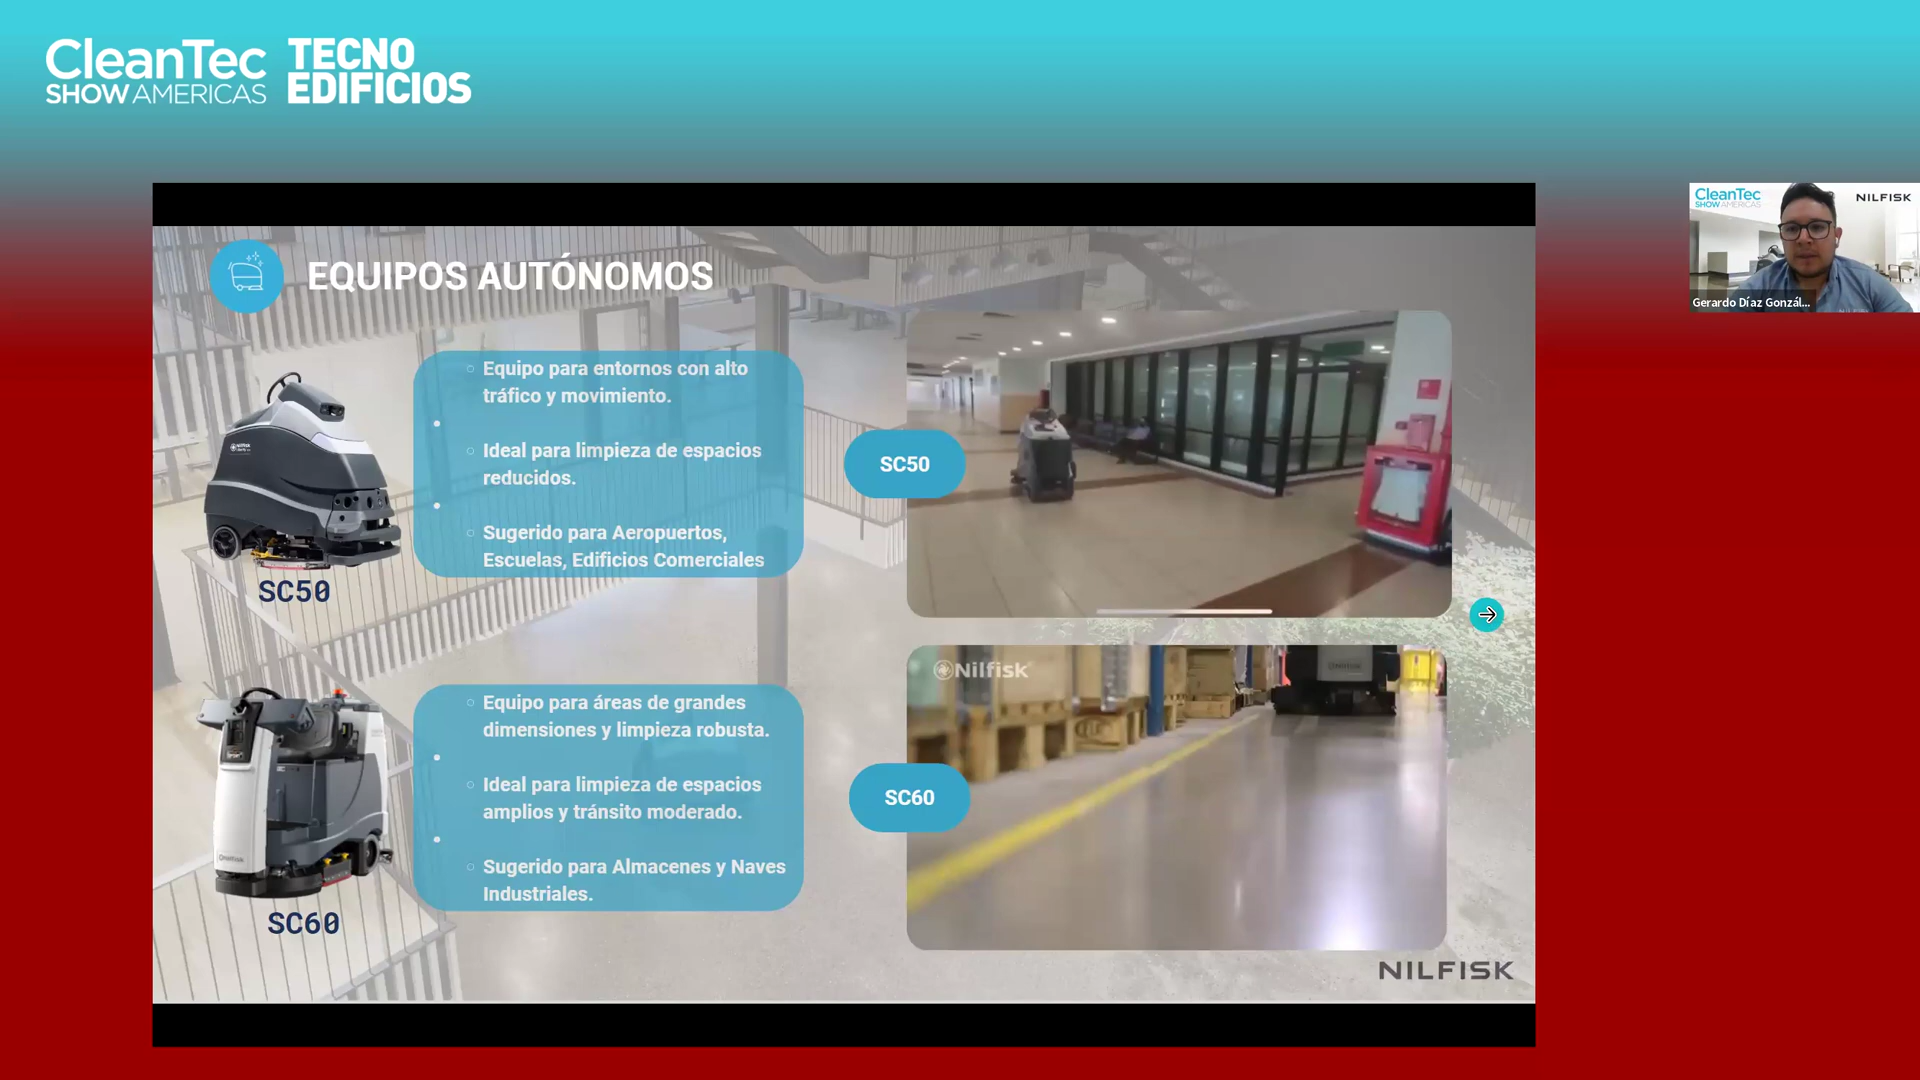 CleanTec
SHOW AMERICAS
TECNO
EDIFICIOS
CleanTec
SHOW AMERICAS
NILFISK
Gerardo Díaz Gonzál...
EQUIPOS AUTÓNOMOS
Equipo para entornos con alto
tráfico y movimiento.
Ideal para limpieza de espacios
reducidos.
Sugerido para Aeropuertos,
Escuelas, Edificios Comerciales
SC50
SC50
Equipo para áreas de grandes
dimensiones y limpieza robusta.
Ideal para limpieza de espacios
amplios y tránsito moderado.
Sugerido para Almacenes y Naves
Industriales.
SC60
Nilfisk
SC60
NILFISK